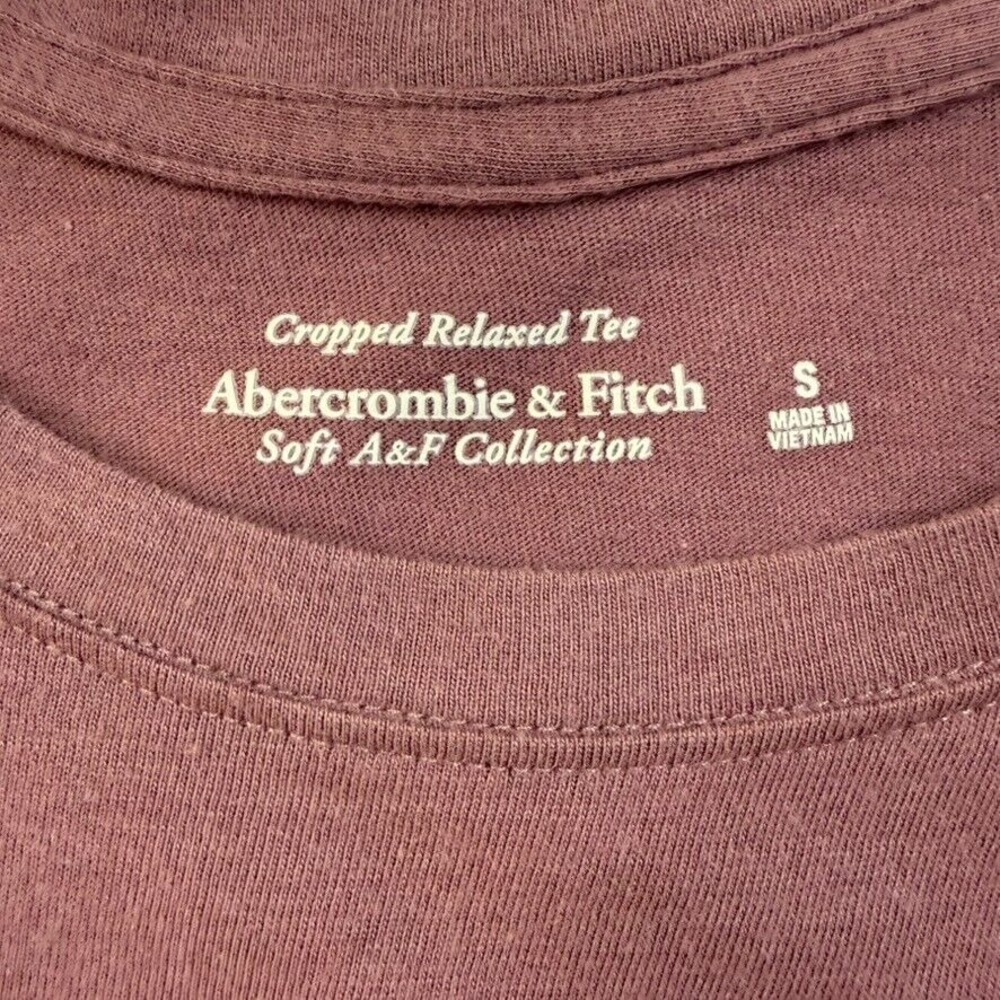 Cropped Relaxed Tee
Abercrombie & Fitch
Soft A&F Collection
S
MADE IN
VIETNAM